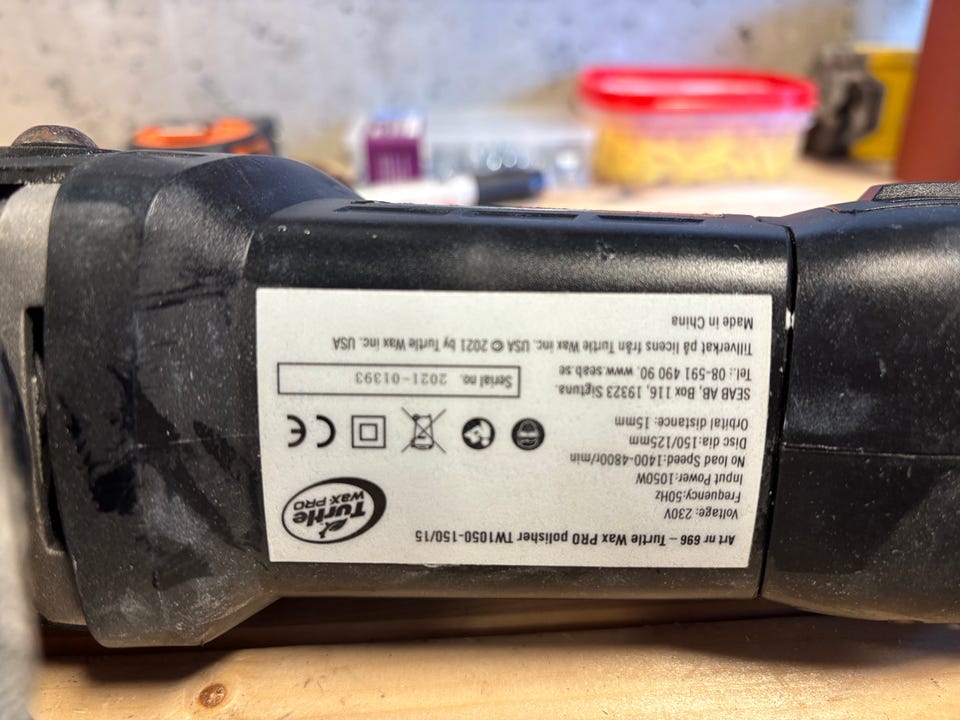 Art nr 696 – Turtle Wax PRO polisher TW1050-150/15
Voltage: 230V
Frequency:50Hz
Input Power:1050W
No load Speed:1400-4800r/min
Disc dia:150/125mm
Orbital distance: 15mm
Turtle
WAX PRO
CE
SEAB AB, Box 116, 19323 Sigtuna.
Tel.: 08-591 490 90. www.seab.se
Serial no. 2021-01393
Tillverkat på licens från Turtle Wax inc. USA © 2021 by Turtle Wax inc. USA
Made in China